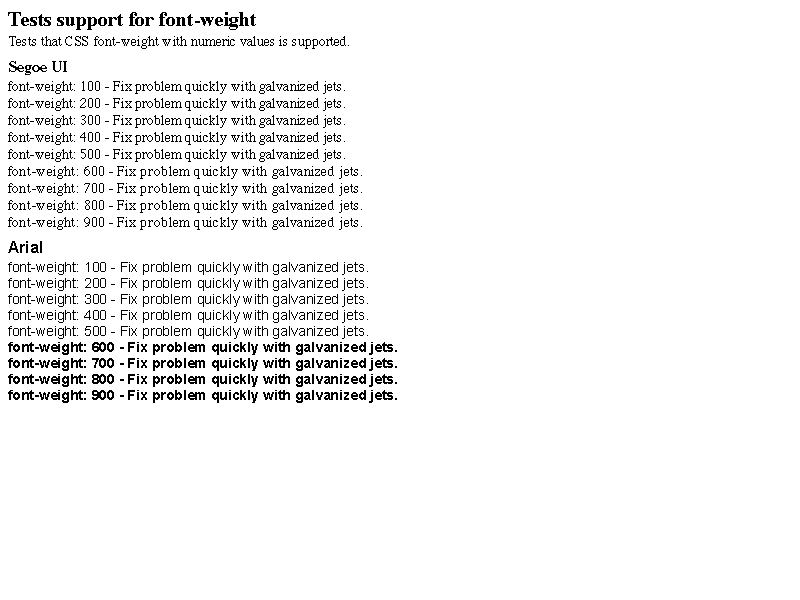 Tests support for font-weight
Tests that CSS font-weight with numeric values is supported.
Segoe UI
font-weight: 100 - Fix problem quickly with galvanized jets.
font-weight: 200 - Fix problem quickly with galvanized jets.
font-weight: 300 - Fix problem quickly with galvanized jets.
font-weight: 400 - Fix problem quickly with galvanized jets.
font-weight: 500 - Fix problem quickly with galvanized jets.
font-weight: 600 - Fix problem quickly with galvanized jets.
font-weight: 700 - Fix problem quickly with galvanized jets.
font-weight: 800 - Fix problem quickly with galvanized jets.
font-weight: 900 - Fix problem quickly with galvanized jets.
Arial
font-weight: 100 - Fix problem quickly with galvanized jets.
font-weight: 200 - Fix problem quickly with galvanized jets.
font-weight: 300 - Fix problem quickly with galvanized jets.
font-weight: 400 - Fix problem quickly with galvanized jets.
font-weight: 500 - Fix problem quickly with galvanized jets.
font-weight: 600 - Fix problem quickly with galvanized jets.
font-weight: 700 - Fix problem quickly with galvanized jets.
font-weight: 800 - Fix problem quickly with galvanized jets.
font-weight: 900 - Fix problem quickly with galvanized jets.